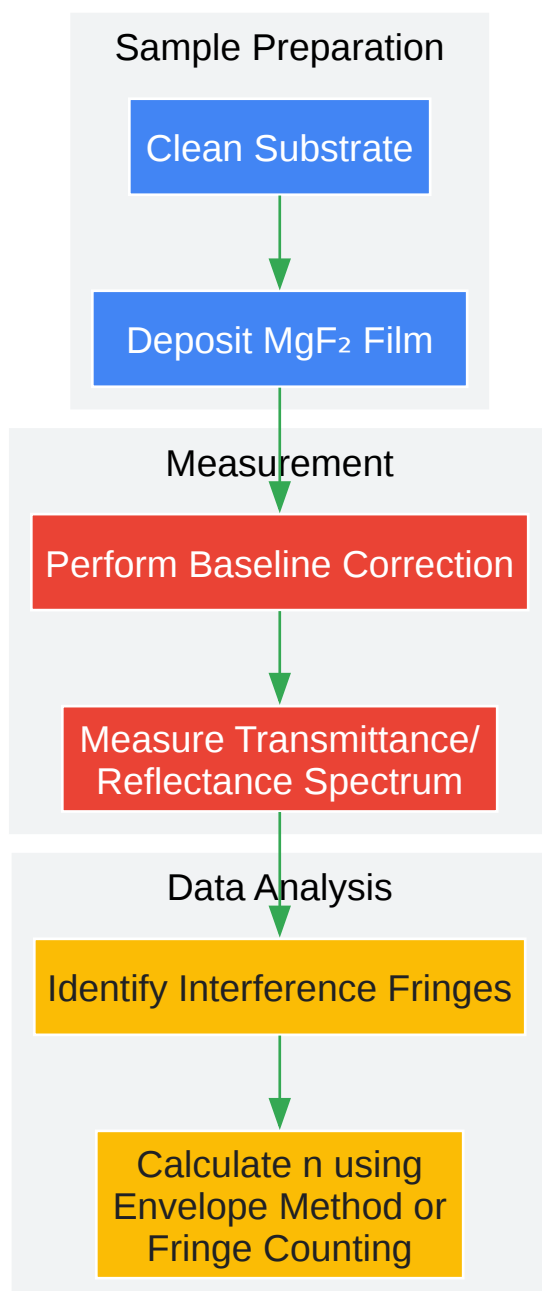 Sample Preparation
Clean Substrate
Deposit MgF₂ Film
Measurement
Perform Baseline Correction
Measure Transmittance/
Reflectance Spectrum
Data Analysis
Identify Interference Fringes
Calculate n using
Envelope Method or
Fringe Counting